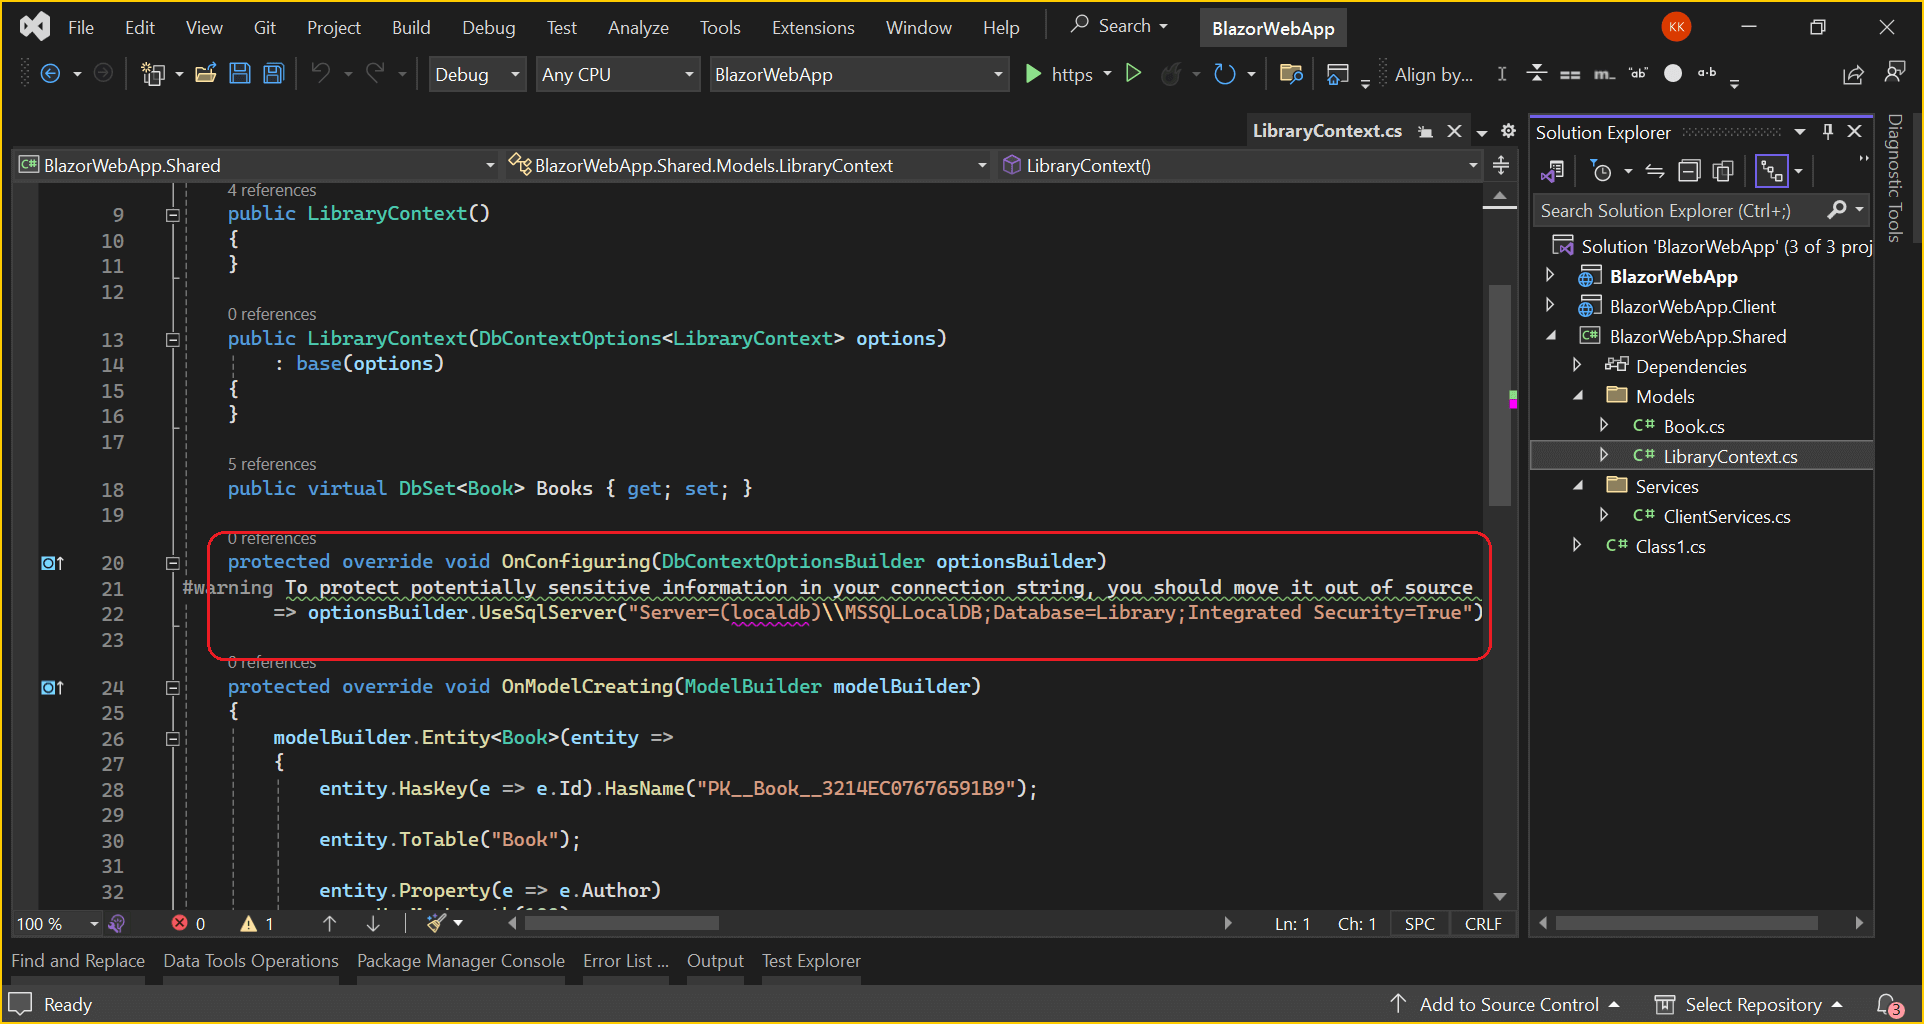 File Edit View Git Project Build Debug Test Analyze Tools Extensions Window Help Search BlazorWebApp KK
Debug Any CPU BlazorWebApp https Align by...
LibraryContext.cs
BlazorWebApp.Shared BlazorWebApp.Shared.Models.LibraryContext LibraryContext()
4 references
9 public LibraryContext()
10 {
11 }
12
0 references
13 public LibraryContext(DbContextOptions<LibraryContext> options)
14 : base(options)
15 {
16 }
17
5 references
18 public virtual DbSet<Book> Books { get; set; }
19
0 references
20 protected override void OnConfiguring(DbContextOptionsBuilder optionsBuilder)
21 #warning To protect potentially sensitive information in your connection string, you should move it out of source
22 => optionsBuilder.UseSqlServer("Server=(localdb)\\MSSQLLocalDB;Database=Library;Integrated Security=True")
23
0 references
24 protected override void OnModelCreating(ModelBuilder modelBuilder)
25 {
26 modelBuilder.Entity<Book>(entity =>
27 {
28 entity.HasKey(e => e.Id).HasName("PK__Book__3214EC07676591B9");
29
30 entity.ToTable("Book");
31
32 entity.Property(e => e.Author)
100 % 0 1 Ln: 1 Ch: 1 SPC CRLF
Solution Explorer
Search Solution Explorer (Ctrl+;)
Solution 'BlazorWebApp' (3 of 3 proj
BlazorWebApp
BlazorWebApp.Client
C# BlazorWebApp.Shared
Dependencies
Models
C# Book.cs
C# LibraryContext.cs
Services
C# ClientServices.cs
C# Class1.cs
Diagnostic Tools
Find and Replace Data Tools Operations Package Manager Console Error List ... Output Test Explorer
Ready Add to Source Control Select Repository 3